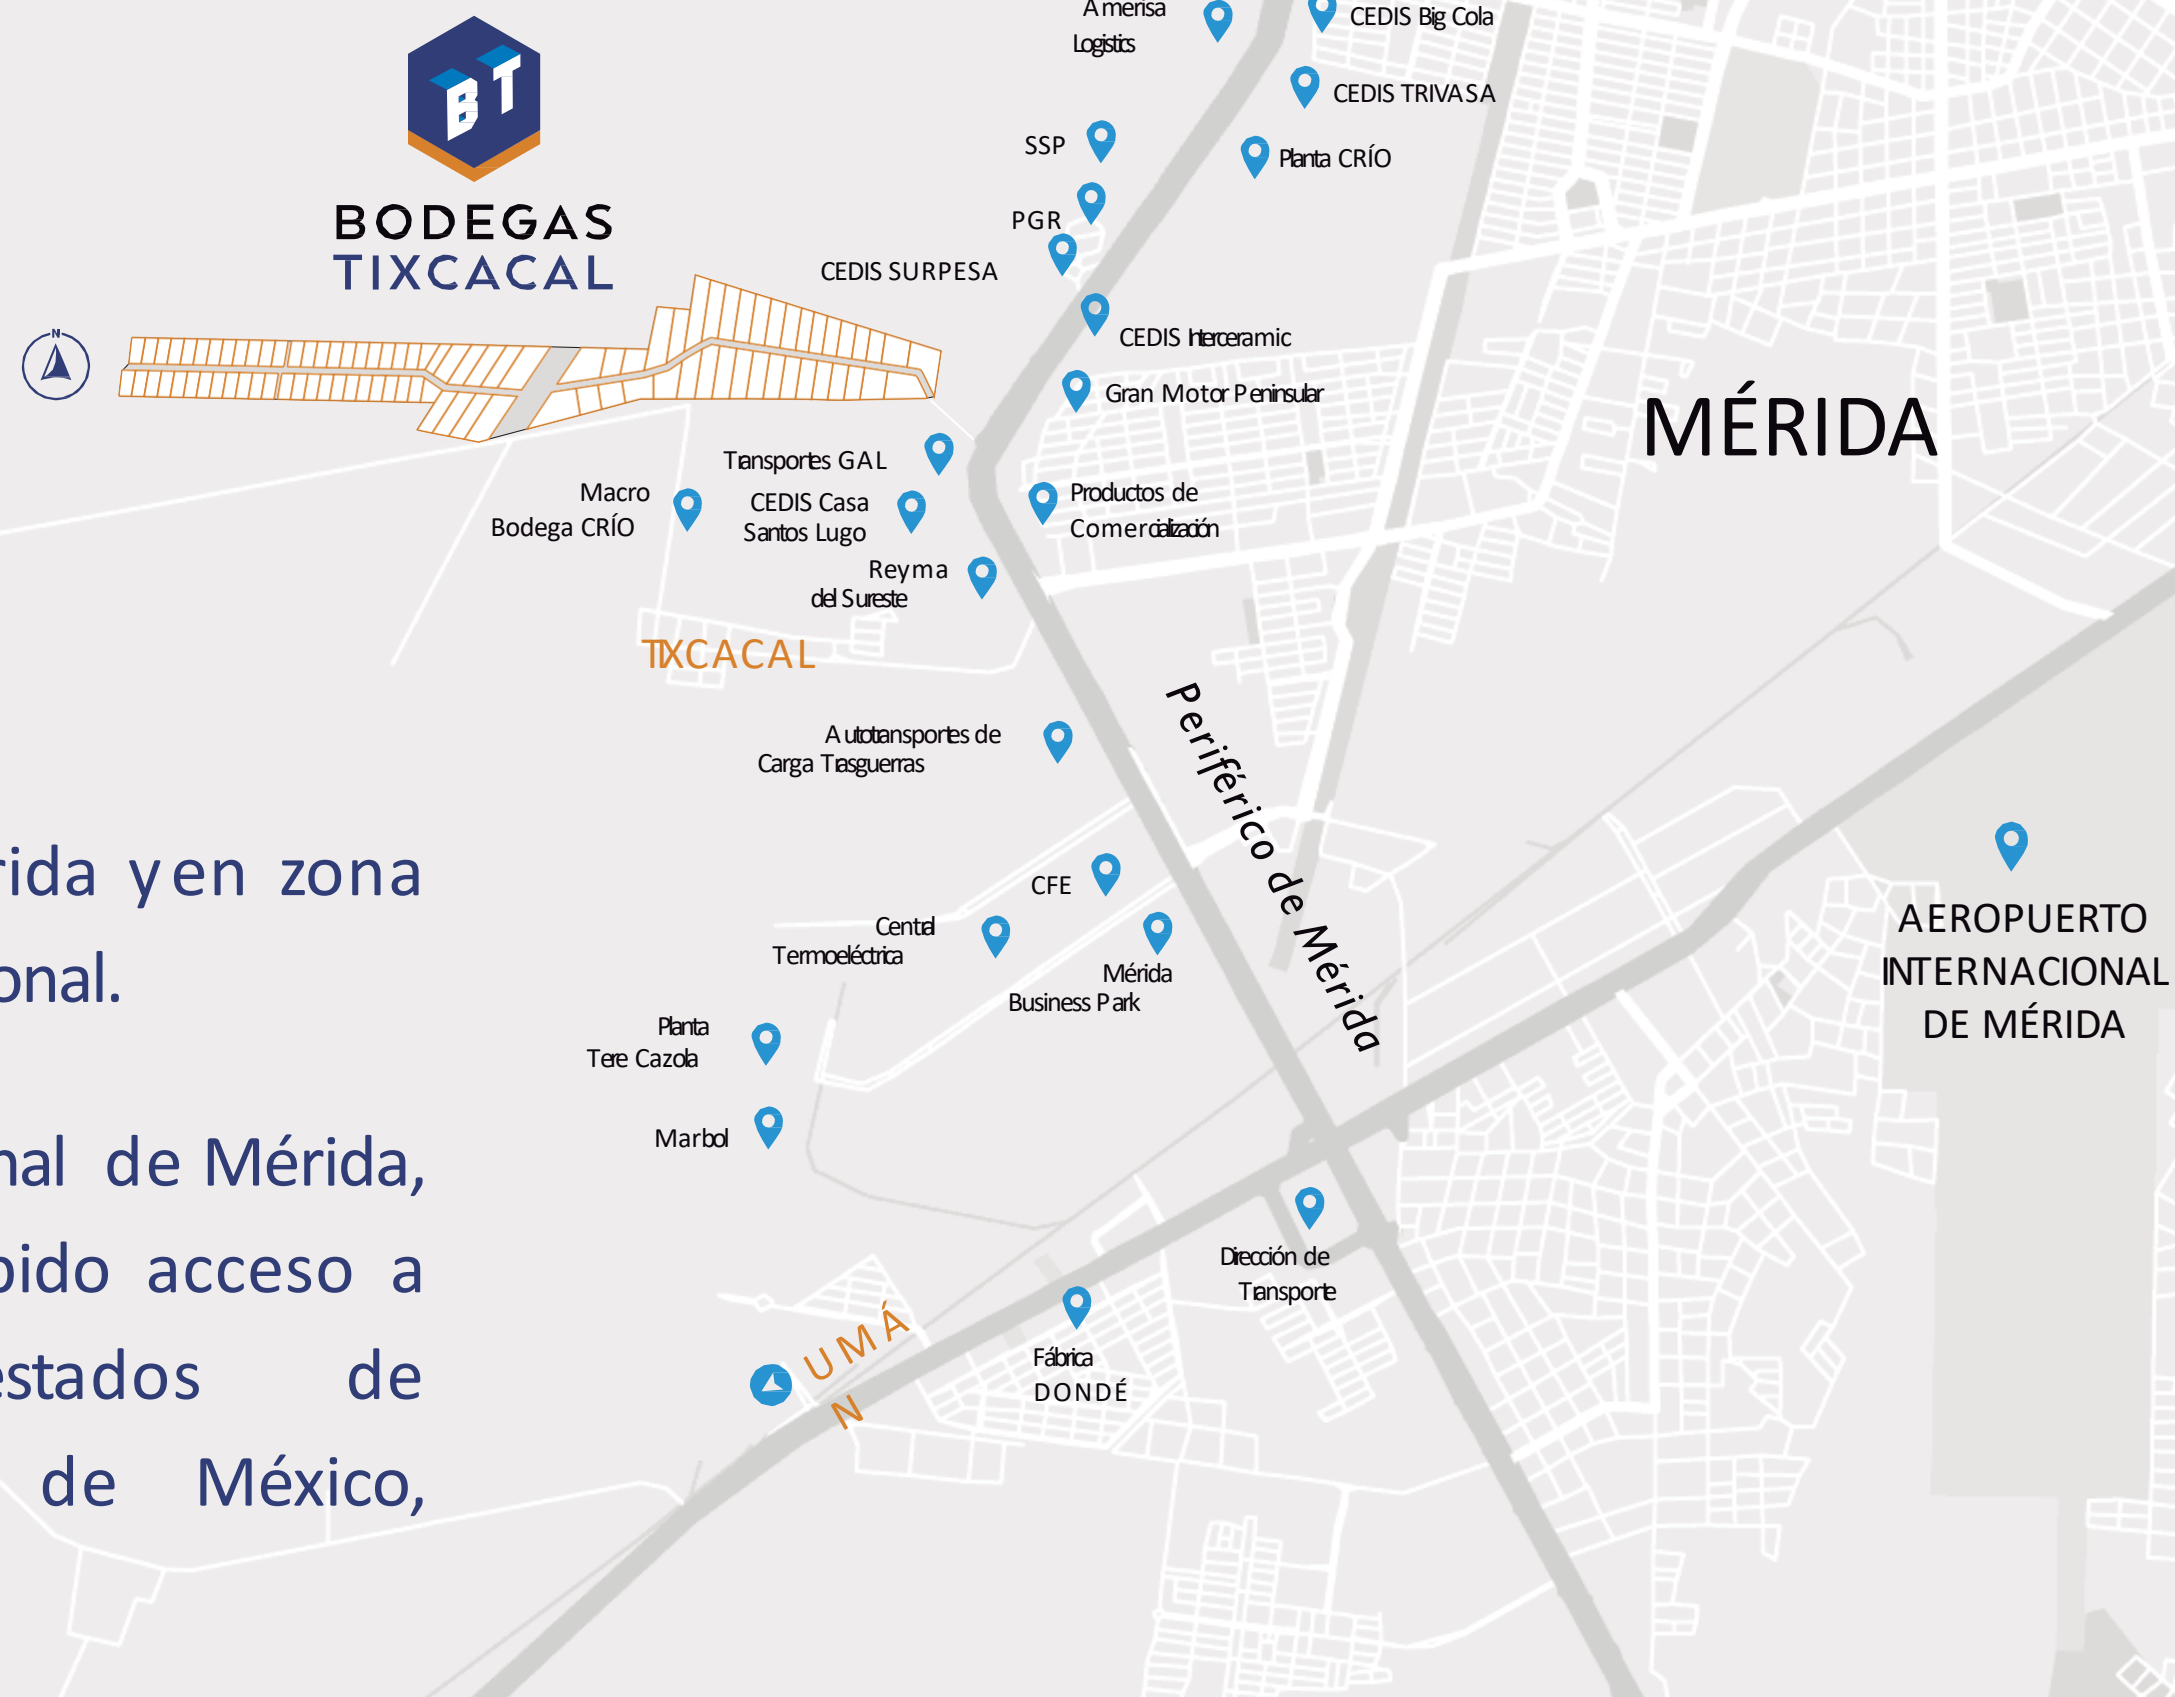 Amerisa
Logistics
CEDIS Big Cola
CEDIS TRIVASA
BT
BODEGAS
TIXCACAL
SSP
Planta CRÍO
PGR
CEDIS SURPESA
N
CEDIS Interceramic
Gran Motor Peninsular
MÉRIDA
Transportes GAL
Macro
Bodega CRÍO
CEDIS Casa
Santos Lugo
Productos de
Comercialización
Reyma
del Sureste
TIXCACAL
Autotransportes de
Carga Trasguerras
Periférico de Mérida
rida y en zona
onal.
CFE
Central
Termoeléctrica
Mérida
Business Park
AEROPUERTO
INTERNACIONAL
DE MÉRIDA
Planta
Tere Cazola
Marbol
nal de Mérida,
pido acceso a
estados de
de México,
Dirección de
Transporte
UMÁ
N
Fábrica
DONDÉ